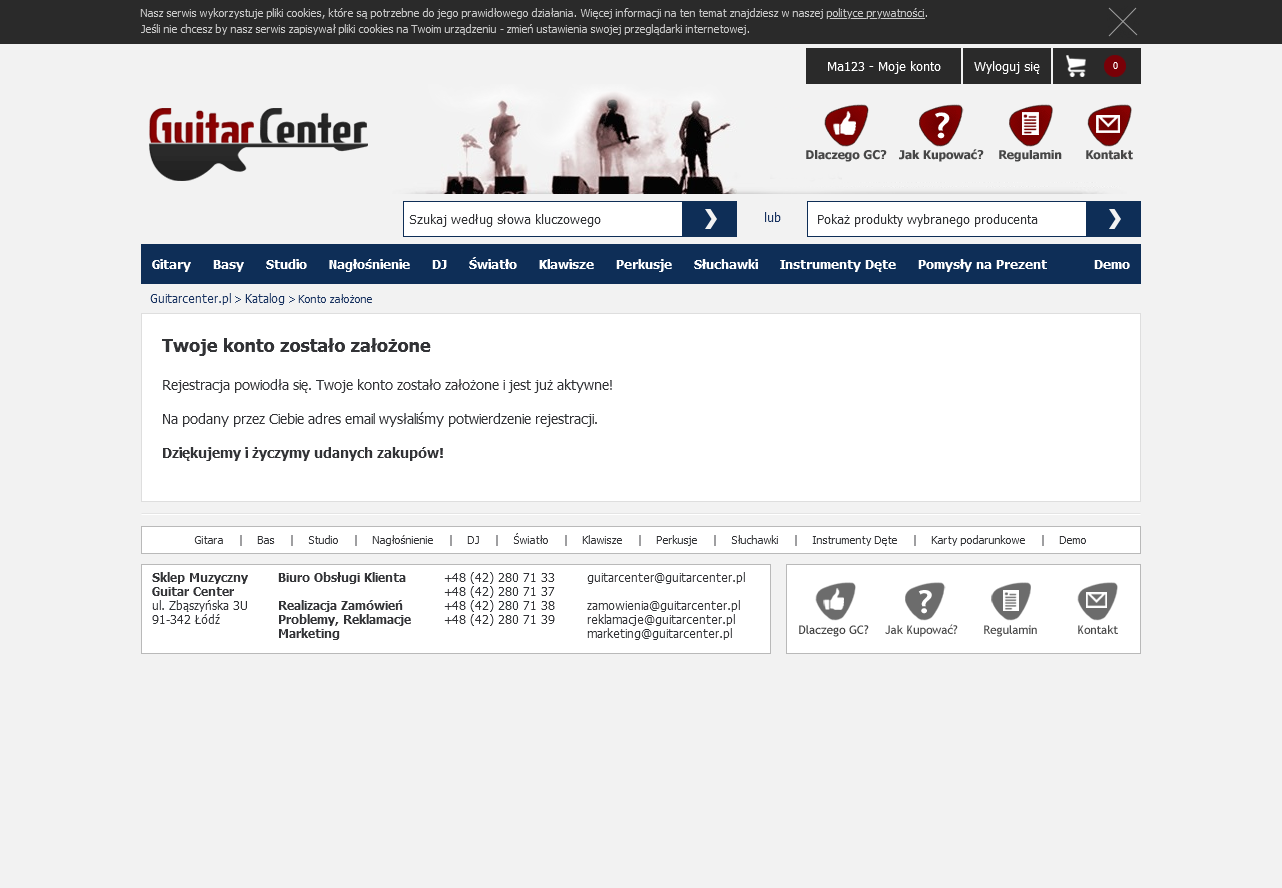 Nasz serwis wykorzystuje pliki cookies, które są potrzebne do jego prawidłowego działania. Więcej informacji na ten temat znajdziesz w naszej polityce prywatności.
Jeśli nie chcesz by nasz serwis zapisywał pliki cookies na Twoim urządzeniu - zmień ustawienia swojej przeglądarki internetowej.
Ma123 - Moje konto
Wyloguj się
0
Guitar Center
Dlaczego GC?
Jak Kupować?
Regulamin
Kontakt
Szukaj według słowa kluczowego
lub
Pokaż produkty wybranego producenta
Gitary Basy Studio Nagłośnienie DJ Światło Klawisze Perkusje Słuchawki Instrumenty Dęte Pomysły na Prezent Demo
Guitarcenter.pl > Katalog > Konto założone
Twoje konto zostało założone
Rejestracja powiodła się. Twoje konto zostało założone i jest już aktywne!
Na podany przez Ciebie adres email wysłaliśmy potwierdzenie rejestracji.
Dziękujemy i życzymy udanych zakupów!
Gitara | Bas | Studio | Nagłośnienie | DJ | Światło | Klawisze | Perkusje | Słuchawki | Instrumenty Dęte | Karty podarunkowe | Demo
Sklep Muzyczny Biuro Obsługi Klienta +48 (42) 280 71 33 guitarcenter@guitarcenter.pl
Guitar Center +48 (42) 280 71 37
ul. Zbąszyńska 3U Realizacja Zamówień +48 (42) 280 71 38 zamowienia@guitarcenter.pl
91-342 Łódź Problemy, Reklamacje +48 (42) 280 71 39 reklamacje@guitarcenter.pl
Marketing marketing@guitarcenter.pl
Dlaczego GC?
Jak Kupować?
Regulamin
Kontakt